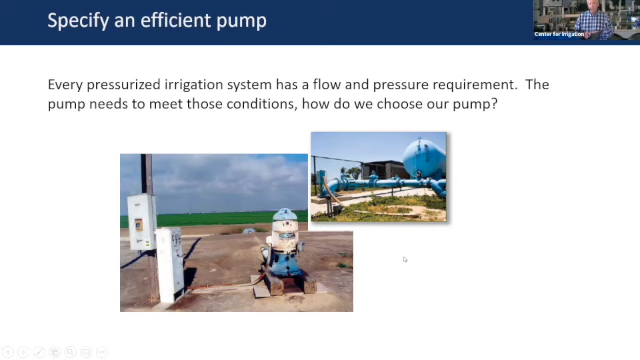 Specify an efficient pump
Center for Irrigation
Every pressurized irrigation system has a flow and pressure requirement.  The
pump needs to meet those conditions, how do we choose our pump?